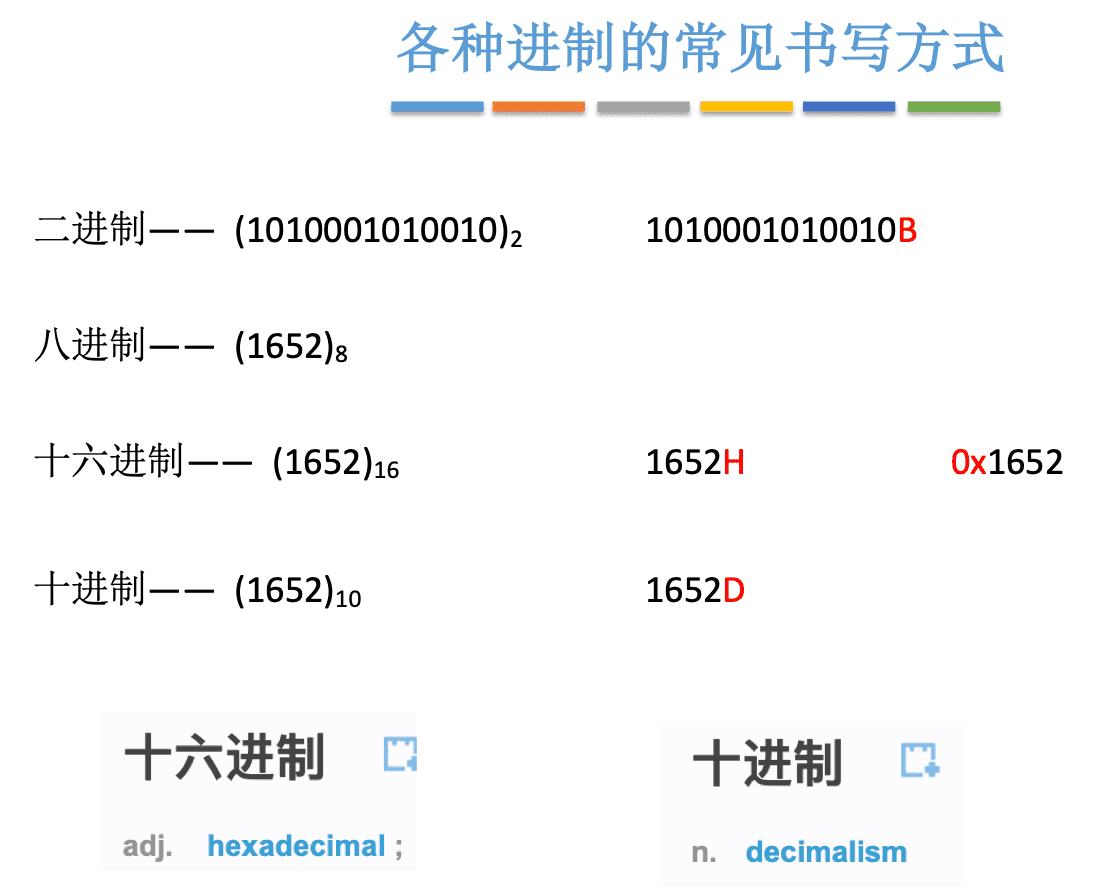 各种进制的常见书写方式
二进制—— (1010001010010)₂ 1010001010010B
八进制—— (1652)₈
十六进制—— (1652)₁₆ 1652H 0x1652
十进制—— (1652)₁₀ 1652D
十六进制
adj. hexadecimal ;
十进制
n. decimalism